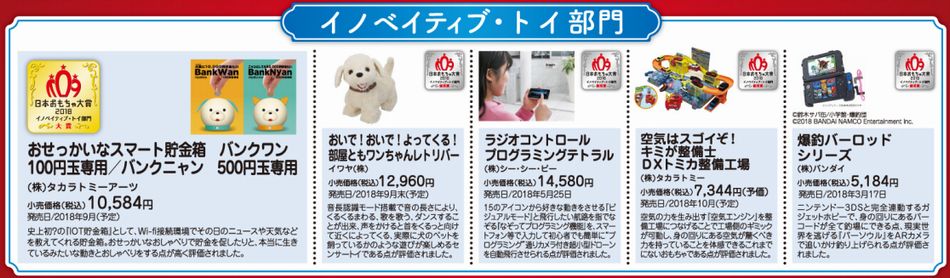 イノベイティブ・トイ部門
日本おもちゃ大賞
2018
イノベイティブ・トイ部門
大賞
BankWan
BankNyan
おせっかいなスマート貯金箱 バンクワン
100円玉専用／バンクニャン 500円玉専用
(株)タカラトミーアーツ
小売価格(税込)10,584円
発売日/2018年9月(予定)
史上初?の『IOT貯金箱』として、Wi-fi接続環境でその日のニュースや天気など
を教えてくれる貯金箱。おせっかいなおしゃべりで貯金を促したりと、本当に生き
ているみたいな動きとおしゃべりをする点が高く評価されました。
おいで！おいで！よってくる！
部屋ともワンちゃんレトリバー
イワヤ(株)
小売価格(税込)12,960円
発売日/2018年9月末(予定)
音長認識モード搭載で音の長さにより、
くるくるまわる、歌を歌う、ダンスするこ
とが出来、声をかけると首をくるっと向け
て近くによってくる、実際に犬のペットを
飼っているかのような遊びが楽しめるセ
ンサートイである点が評価されました。
ラジオコントロール
プログラミングテトラル
(株)シー・シー・ピー
小売価格(税込)14,580円
発売日/2018年5月25日
15のアイコンから好きな動きをさせる「ビ
ジュアルモード」と飛行したい航路を指でな
ぞる「なぞってプログラミング機能」を、スマ
ートフォン等で入力して初心者でも簡単に"プ
ログラミング"通りカメラ付き超小型ドローン
を自動飛行させられる点が評価されました。
空気はスゴイぞ！
キミが整備士
DXトミカ整備工場
(株)タカラトミー
小売価格(税込)7,344円(予価)
発売日/2018年10月(予定)
空気の力を生み出す「空気エンジン」を整
備工場につなげることで工場側のギミック
が可動し、身の回りにある空気が驚くべき
力を持っていることを体感できるこれまで
にないおもちゃである点が評価されました。
©鈴木サバ缶/小学館・爆釣団
©2018 BANDAI NAMCO Entertainment Inc.
爆釣バーロッド
シリーズ
(株)バンダイ
小売価格(税込)5,184円
発売日/2018年3月17日
ニンテンドー3DSと完全連動するガ
ジェットホビーで、身の回りにあるバー
コードが全て釣場にできる点、現実世
界を逃げる「バーソウル」をARカメラ
で追いかけ釣り上げられる点が評価さ
れました。